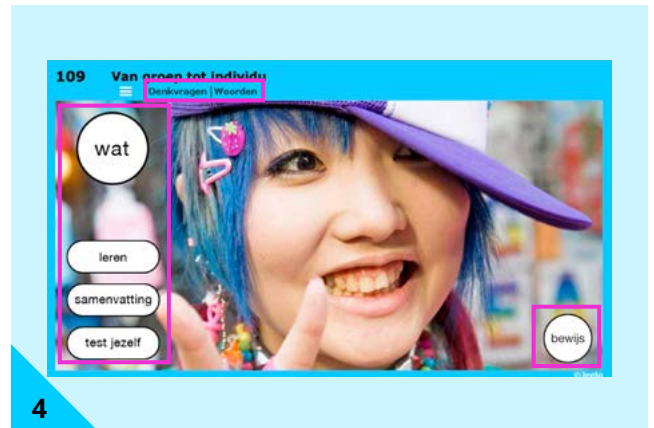 109 Van groep tot individu
Denkvragen | Woorden
wat
leren
samenvatting
test jezelf
bewijs
4